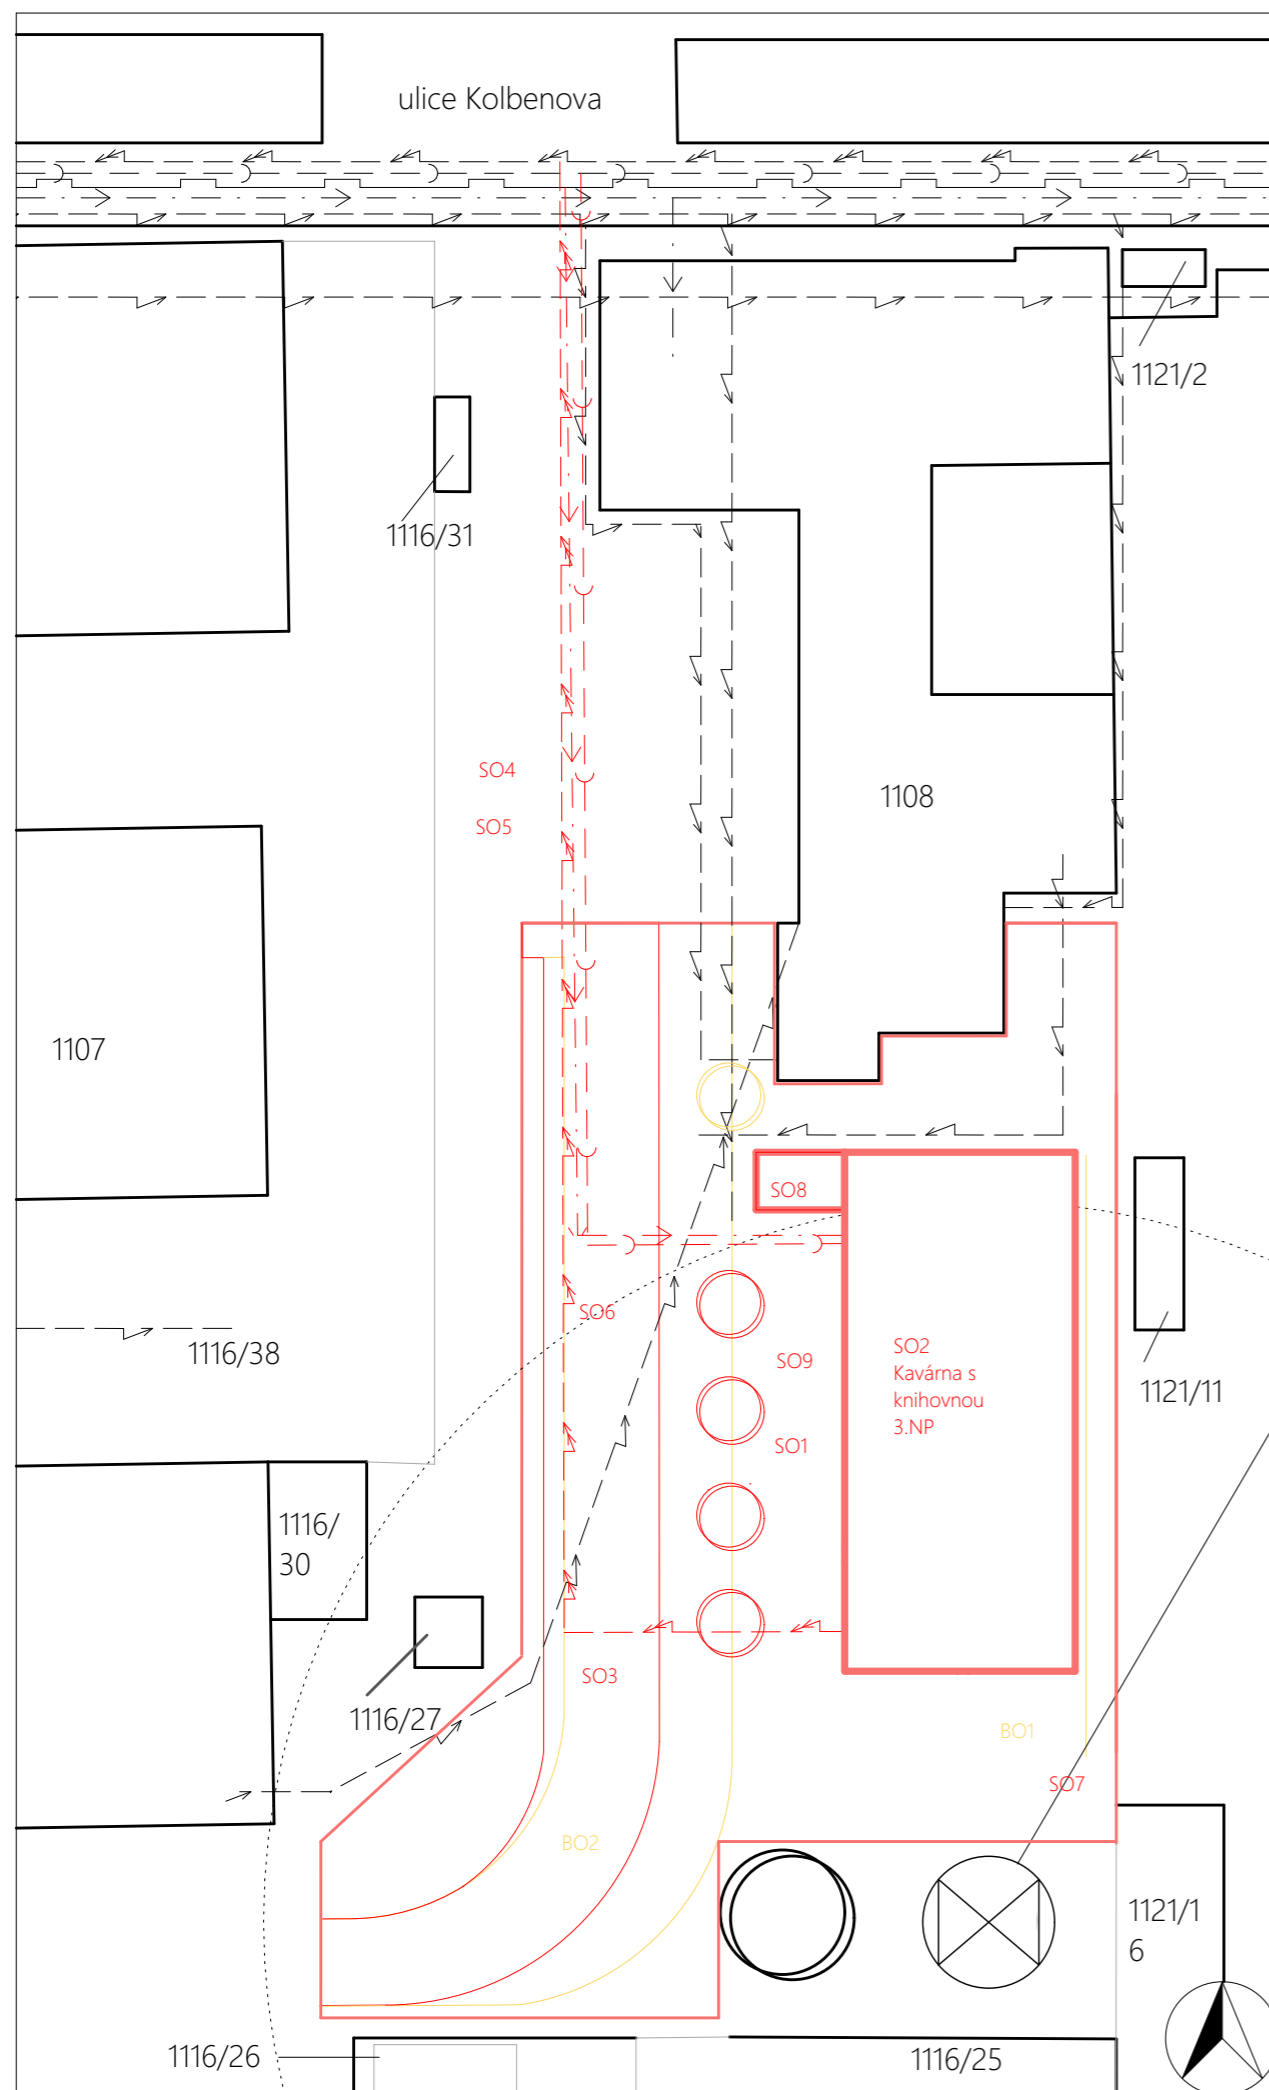 ulice Kolbenova
1121/2
1116/31
SO4
1108
SO5
1107
SO8
SO6
1116/38
SO9
SO2
Kavárna s
knihovnou
3.NP
1121/11
SO1
1116/
30
SO3
1116/27
BO1
SO7
BO2
1121/1
6
1116/26
1116/25